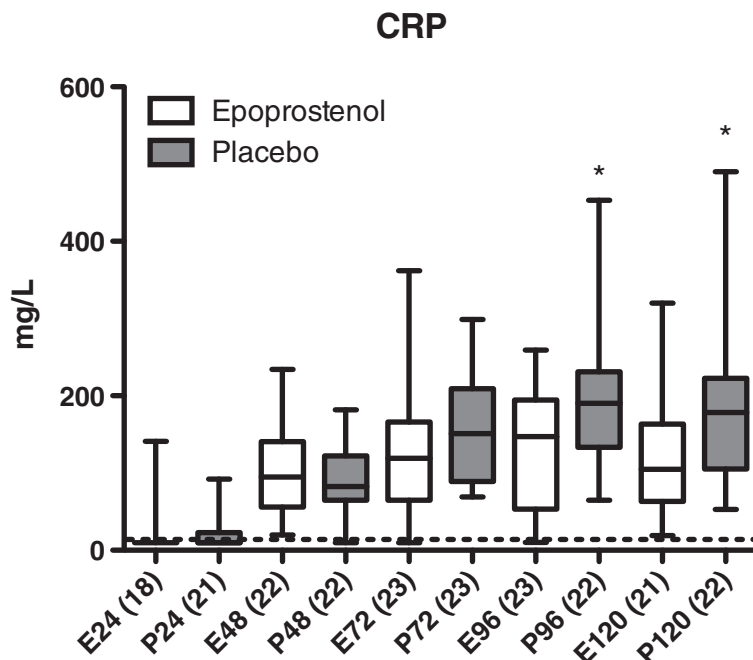 CRP
600
Epoprostenol
Placebo
*
*
400
mg/L
200
0
E24 (18)
P24 (21)
E48 (22)
P48 (22)
E72 (23)
P72 (23)
E96 (23)
P96 (22)
E120 (21)
P120 (22)